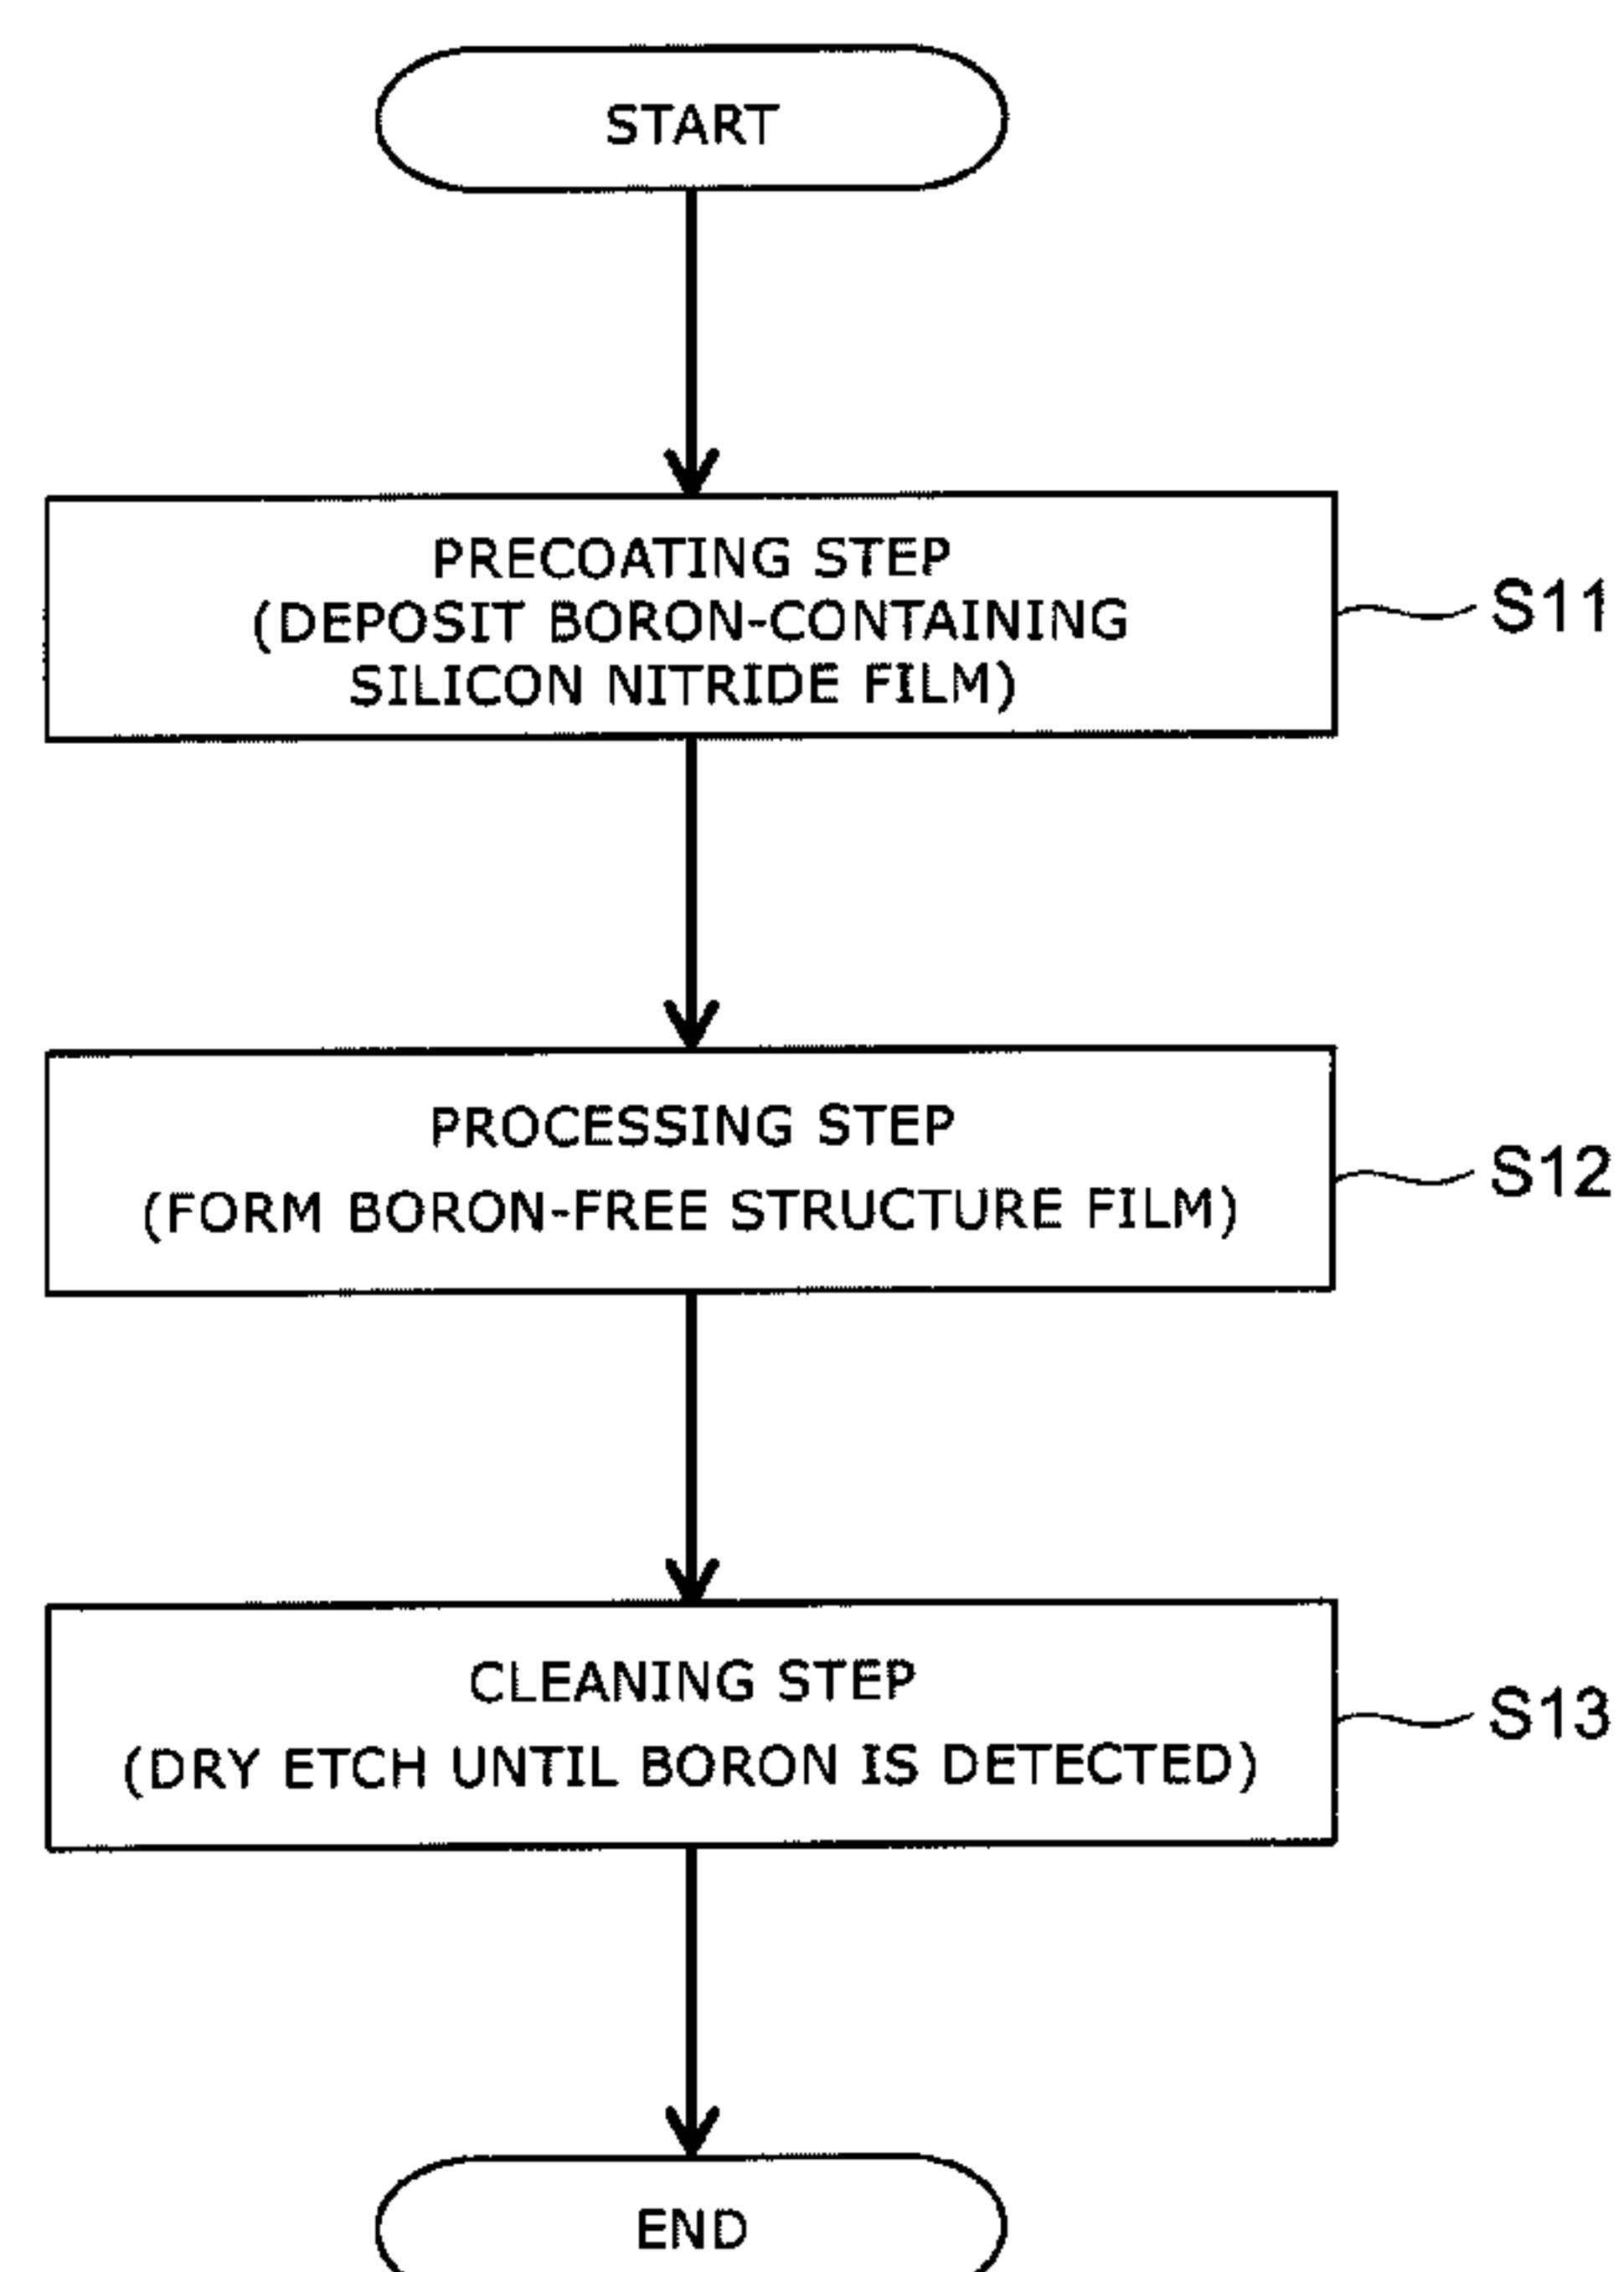 START
PRECOATING STEP
(DEPOSIT BORON-CONTAINING
SILICON NITRIDE FILM)
S11
PROCESSING STEP
(FORM BORON-FREE STRUCTURE FILM)
S12
CLEANING STEP
(DRY ETCH UNTIL BORON IS DETECTED)
S13
END